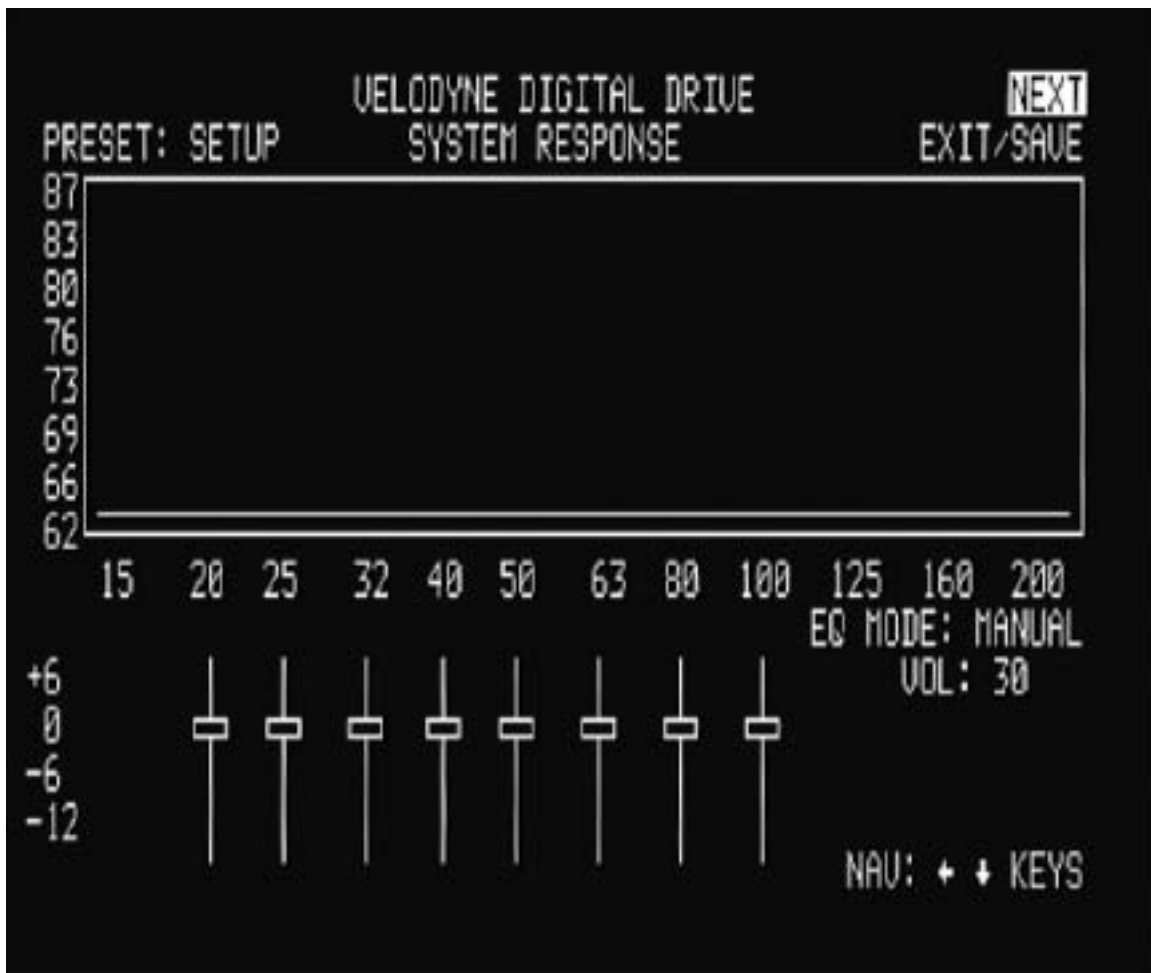 VELODYNE DIGITAL DRIVE NEXT
PRESET: SETUP SYSTEM RESPONSE EXIT/SAVE
87
83
80
76
73
69
66
62
15 20 25 32 40 50 63 80 100 125 160 200
EQ MODE: MANUAL
+6 VOL: 30
0
-6
-12
NAV: ← ↓ KEYS